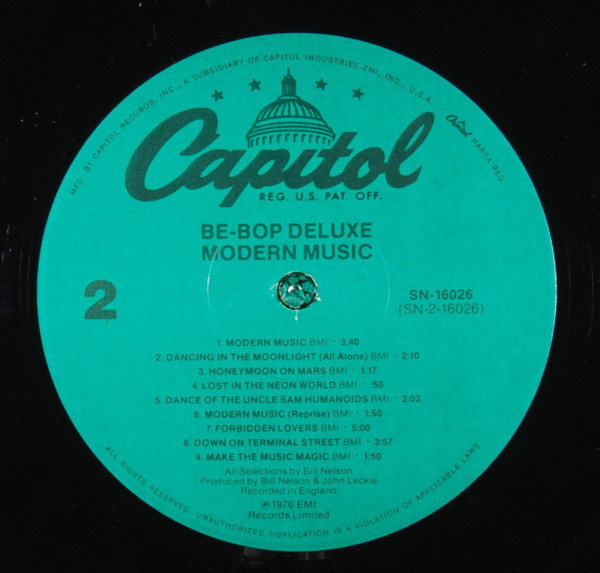 MFD. BY CAPITOL RECORDS, INC., A SUBSIDIARY OF CAPITOL INDUSTRIES-EMI, INC., U.S.A.
Capitol MARCA REG.
Capitol
REG. U.S. PAT. OFF.
BE-BOP DELUXE
MODERN MUSIC
2
SN-16026
(SN-2-16026)
1. MODERN MUSIC BMI · 3:40
2. DANCING IN THE MOONLIGHT (All Alone) BMI · 2:10
3. HONEYMOON ON MARS BMI · 1:17
4. LOST IN THE NEON WORLD BMI · :50
5. DANCE OF THE UNCLE SAM HUMANOIDS BMI · 2:03
6. MODERN MUSIC (Reprise) BMI · 1:50
7. FORBIDDEN LOVERS BMI · 5:00
8. DOWN ON TERMINAL STREET BMI · 3:57
9. MAKE THE MUSIC MAGIC BMI · 1:50
All Selections by Bill Nelson
Produced by Bill Nelson & John Leckie
Recorded in England
℗1976 EMI
Records Limited
ALL RIGHTS RESERVED. UNAUTHORIZED DUPLICATION IS A VIOLATION OF APPLICABLE LAWS